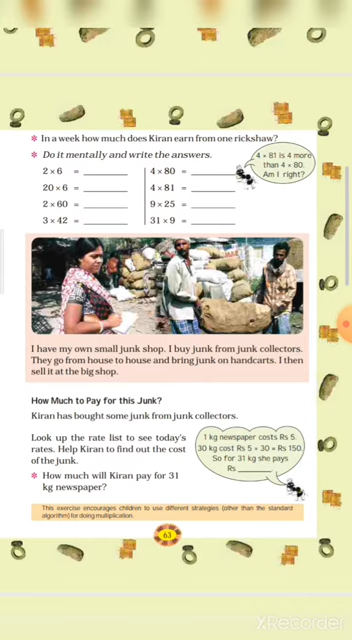 * In a week how much does Kiran earn from one rickshaw?
* Do it mentally and write the answers.
4 × 81 is 4 more
than 4 × 80.
Am I right?
2 × 6 = ________ 4 × 80 = ________
20 × 6 = ________ 4 × 81 = ________
2 × 60 = ________ 9 × 25 = ________
3 × 42 = ________ 31 × 9 = ________
I have my own small junk shop. I buy junk from junk collectors.
They go from house to house and bring junk on handcarts. I then
sell it at the big shop.
How Much to Pay for this Junk?
Kiran has bought some junk from junk collectors.
Look up the rate list to see today's
rates. Help Kiran to find out the cost
of the junk.
* How much will Kiran pay for 31
kg newspaper?
1 kg newspaper costs Rs 5.
30 kg cost Rs 5 × 30 = Rs 150.
So for 31 kg she pays
Rs ________
This exercise encourages children to use different strategies (other than the standard
algorithm) for doing multiplication.
63
XRecorder